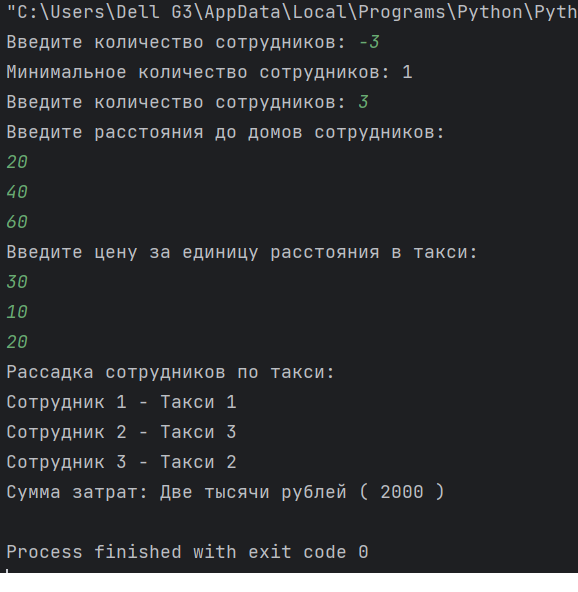 "C:\Users\Dell G3\AppData\Local\Programs\Python\Pyth
Введите количество сотрудников: -3
Минимальное количество сотрудников: 1
Введите количество сотрудников: 3
Введите расстояния до домов сотрудников:
20
40
60
Введите цену за единицу расстояния в такси:
30
10
20
Рассадка сотрудников по такси:
Сотрудник 1 - Такси 1
Сотрудник 2 - Такси 3
Сотрудник 3 - Такси 2
Сумма затрат: Две тысячи рублей ( 2000 )
Process finished with exit code 0